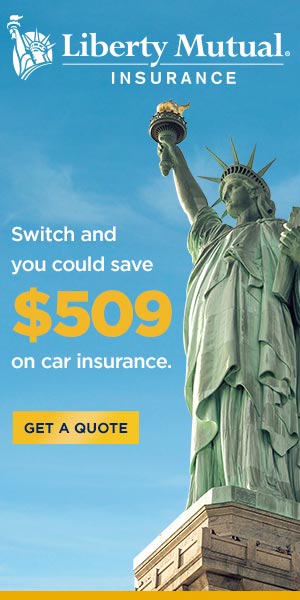 Liberty Mutual®
INSURANCE
Switch and
you could save
$509
on car insurance.
GET A QUOTE